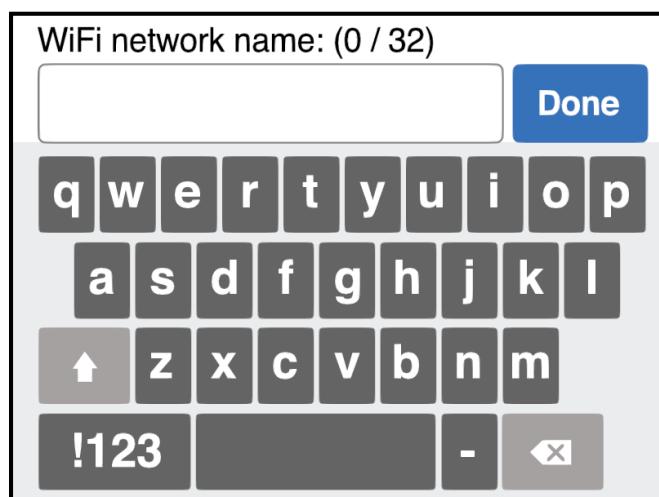 WiFi network name: (0 / 32)
Done
q w e r t y u i o p
a s d f g h j k l
z x c v b n m
!123 -